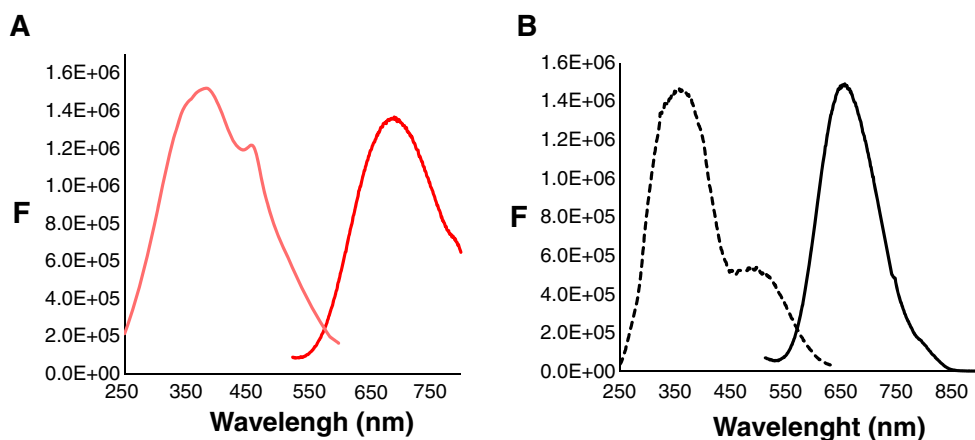 A
1.6E+06
1.4E+06
1.2E+06
1.0E+06
8.0E+05
6.0E+05
4.0E+05
2.0E+05
0.0E+00
F
250 350 450 550 650 750
Wavelengh (nm)
B
1.6E+06
1.4E+06
1.2E+06
1.0E+06
8.0E+05
6.0E+05
4.0E+05
2.0E+05
0.0E+00
F
250 350 450 550 650 750 850
Wavelenght (nm)